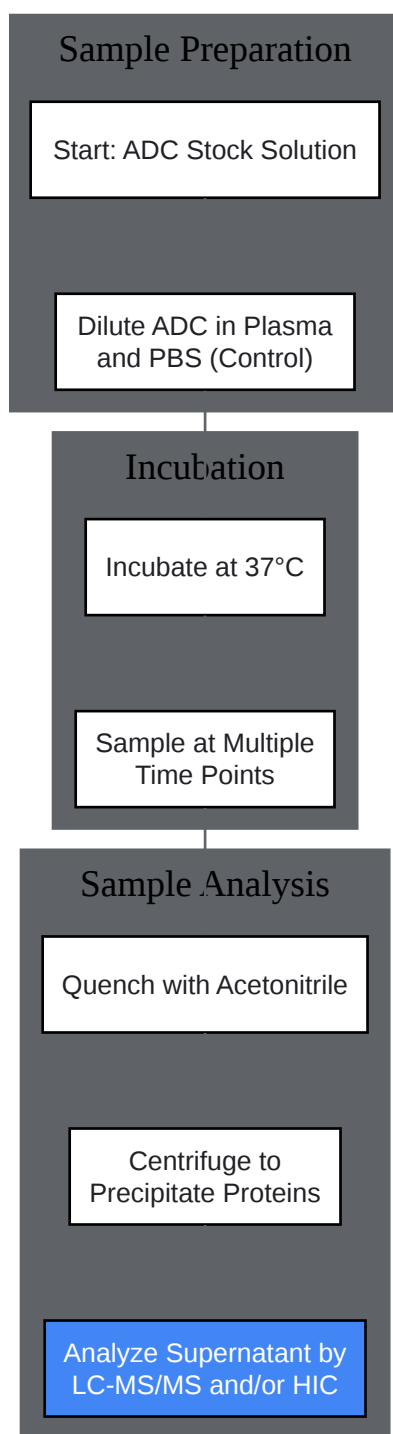 Sample Preparation
Start: ADC Stock Solution
Dilute ADC in Plasma
and PBS (Control)
Incubation
Incubate at 37°C
Sample at Multiple
Time Points
Sample Analysis
Quench with Acetonitrile
Centrifuge to
Precipitate Proteins
Analyze Supernatant by
LC-MS/MS and/or HIC